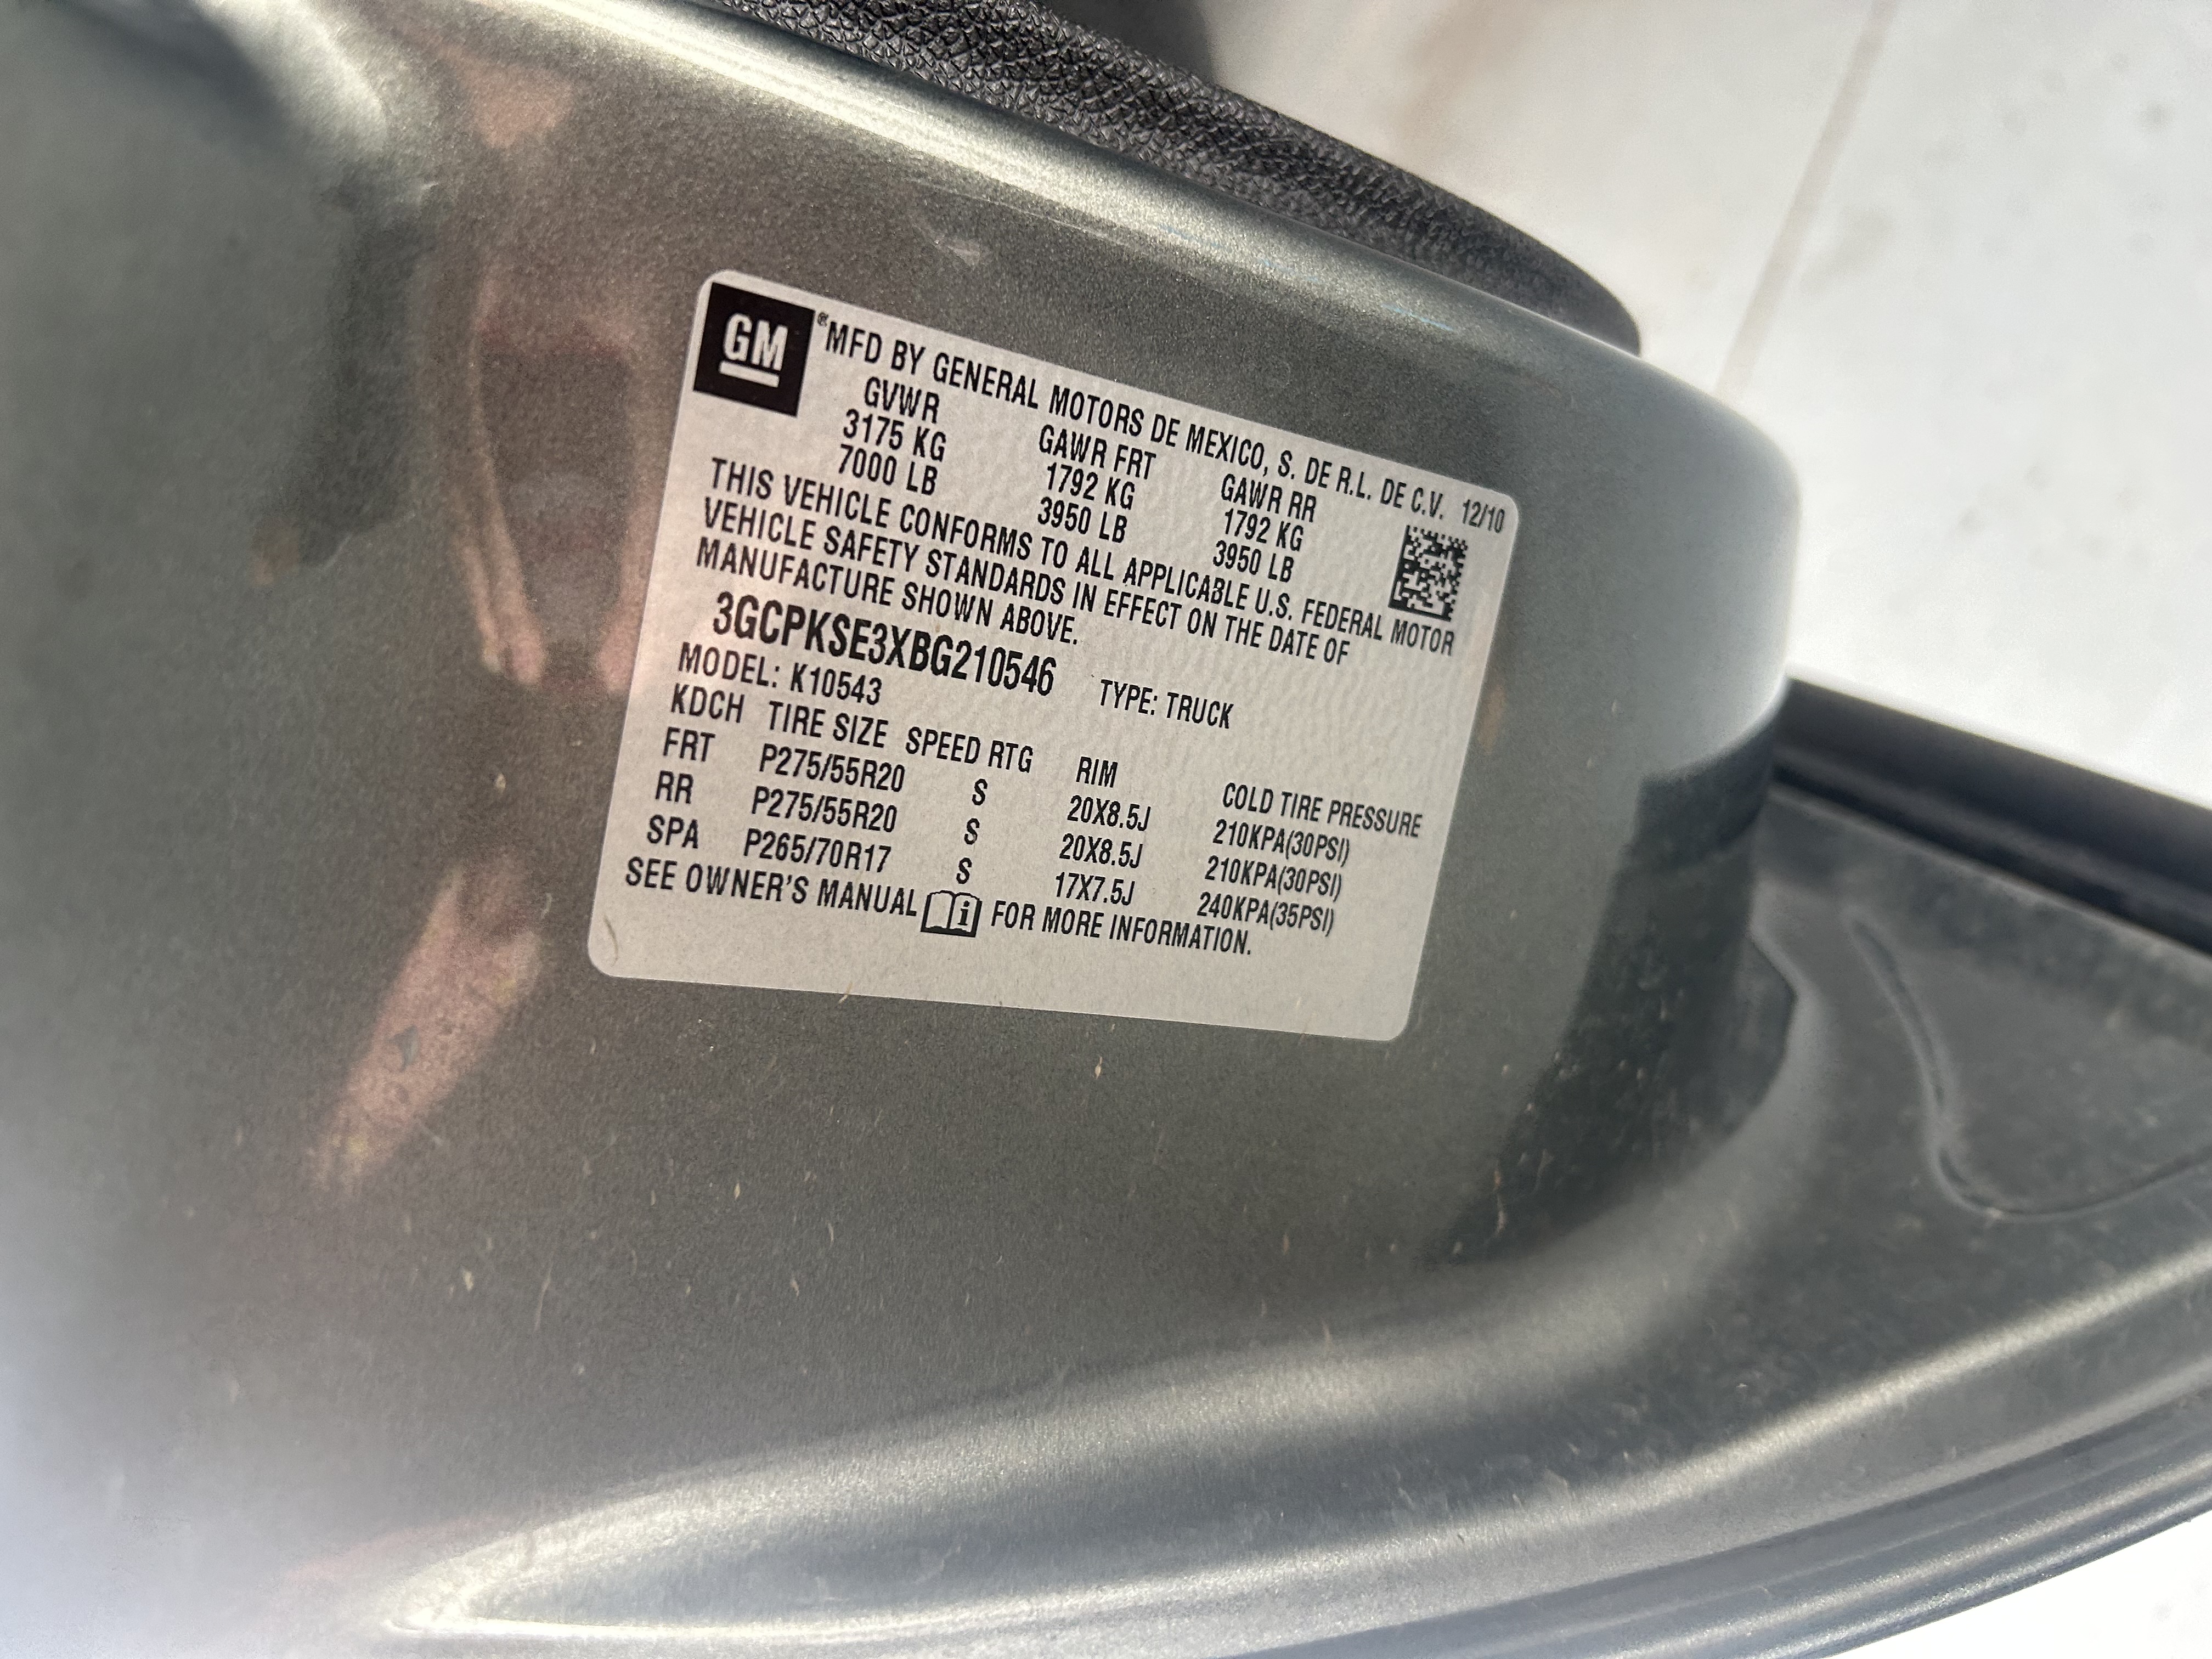 GM ® MFD BY GENERAL MOTORS DE MEXICO, S. DE R.L. DE C.V. 12/10
GVWR GAWR FRT GAWR RR
3175 KG 1792 KG 1792 KG
7000 LB 3950 LB 3950 LB
THIS VEHICLE CONFORMS TO ALL APPLICABLE U.S. FEDERAL MOTOR
VEHICLE SAFETY STANDARDS IN EFFECT ON THE DATE OF
MANUFACTURE SHOWN ABOVE.
3GCPKSE3XBG210546 TYPE: TRUCK
MODEL: K10543
KDCH TIRE SIZE SPEED RTG RIM COLD TIRE PRESSURE
FRT P275/55R20 S 20X8.5J 210KPA(30PSI)
RR P275/55R20 S 20X8.5J 210KPA(30PSI)
SPA P265/70R17 S 17X7.5J 240KPA(35PSI)
SEE OWNER'S MANUAL i FOR MORE INFORMATION.